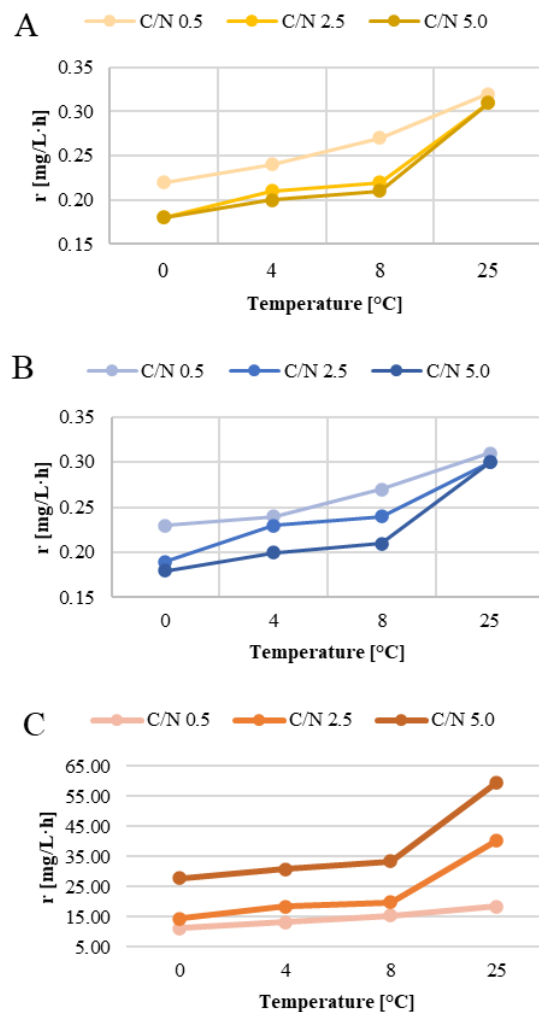 A
C/N 0.5 C/N 2.5 C/N 5.0
0.35
0.30
0.25
0.20
0.15
r [mg/L·h]
0 4 8 25
Temperature [°C]
B
C/N 0.5 C/N 2.5 C/N 5.0
0.35
0.30
0.25
0.20
0.15
r [mg/L·h]
0 4 8 25
Temperature [°C]
C
C/N 0.5 C/N 2.5 C/N 5.0
65.00
55.00
45.00
35.00
25.00
15.00
5.00
r [mg/L·h]
0 4 8 25
Temperature [°C]